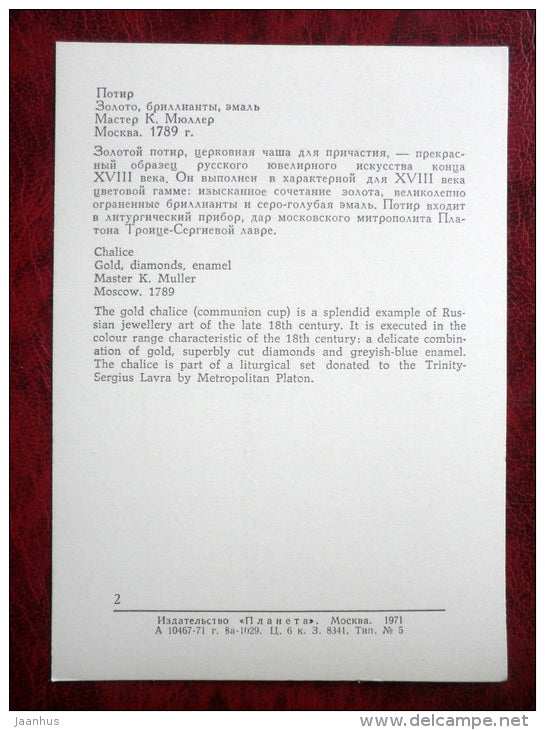 Потир
Золото, бриллианты, эмаль
Мастер К. Мюллер
Москва. 1789 г.
Золотой потир, церковная чаша для причастия, — прекрас-
ный образец русского ювелирного искусства конца
XVIII века. Он выполнен в характерной для XVIII века
цветовой гамме: изысканное сочетание золота, великолепно
ограненные бриллианты и серо-голубая эмаль. Потир входит
в литургический прибор, дар московского митрополита Пла-
тона Троице-Сергиевой лавре.
Chalice
Gold, diamonds, enamel
Master K. Muller
Moscow. 1789
The gold chalice (communion cup) is a splendid example of Rus-
sian jewellery art of the late 18th century. It is executed in the
colour range characteristic of the 18th century: a delicate combin-
ation of gold, superbly cut diamonds and greyish-blue enamel.
The chalice is part of a liturgical set donated to the Trinity-
Sergius Lavra by Metropolitan Platon.
2
Издательство «Планета». Москва. 1971
А 10467-71 г. 8а-1029. Ц. 6 к. З. 8341. Тип. № 5
jaanhus
www.delcampe.net